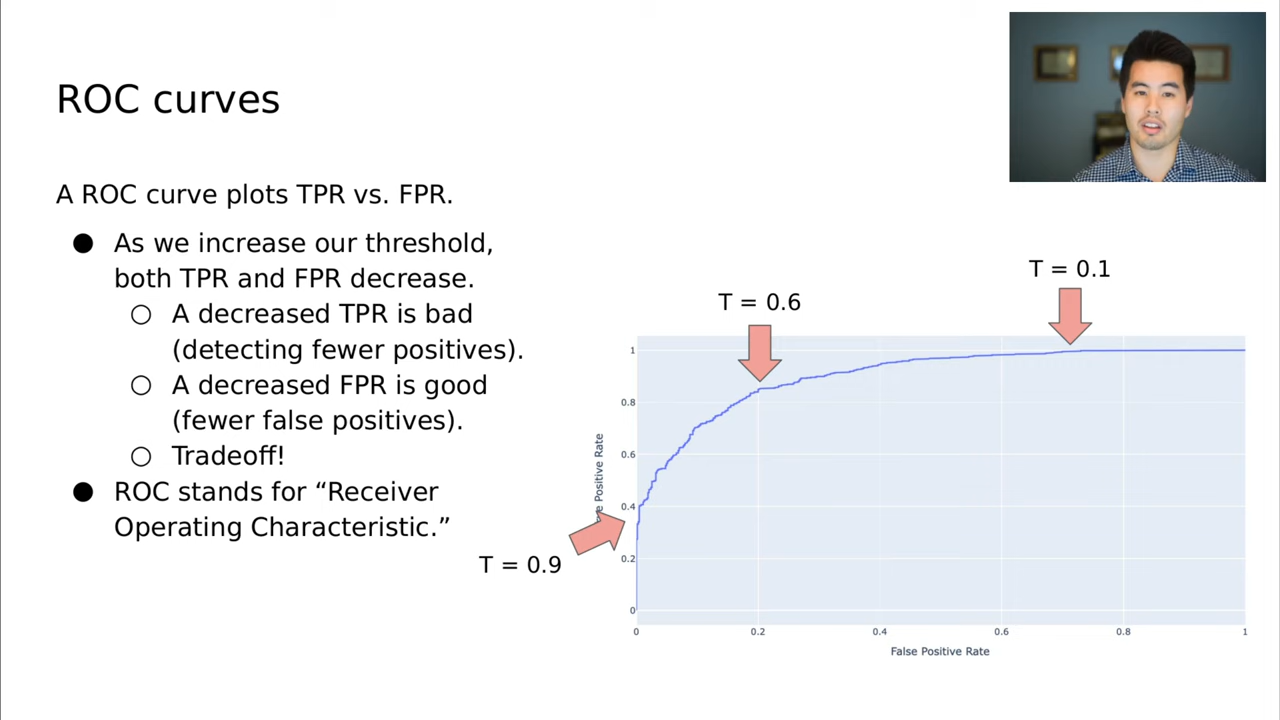 ROC curves
A ROC curve plots TPR vs. FPR.
● As we increase our threshold,
both TPR and FPR decrease.
○ A decreased TPR is bad
(detecting fewer positives).
○ A decreased FPR is good
(fewer false positives).
○ Tradeoff!
● ROC stands for “Receiver
Operating Characteristic.”
T = 0.9
T = 0.6
T = 0.1
1
0.8
0.6
0.4
0.2
0
Positive Rate
0 0.2 0.4 0.6 0.8 1
False Positive Rate